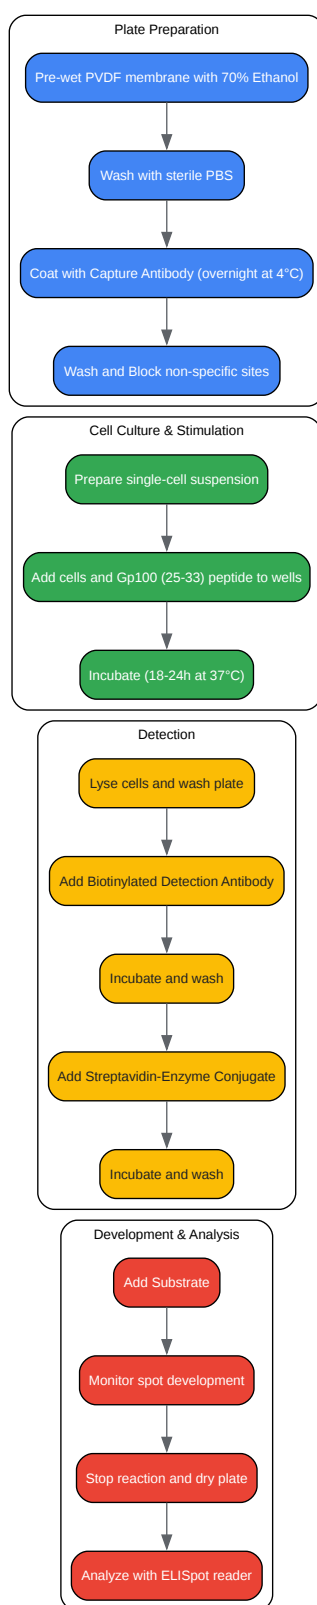 Plate Preparation
Pre-wet PVDF membrane with 70% Ethanol
Wash with sterile PBS
Coat with Capture Antibody (overnight at 4°C)
Wash and Block non-specific sites
Cell Culture & Stimulation
Prepare single-cell suspension
Add cells and Gp100 (25-33) peptide to wells
Incubate (18-24h at 37°C)
Detection
Lyse cells and wash plate
Add Biotinylated Detection Antibody
Incubate and wash
Add Streptavidin-Enzyme Conjugate
Incubate and wash
Development & Analysis
Add Substrate
Monitor spot development
Stop reaction and dry plate
Analyze with ELISpot reader